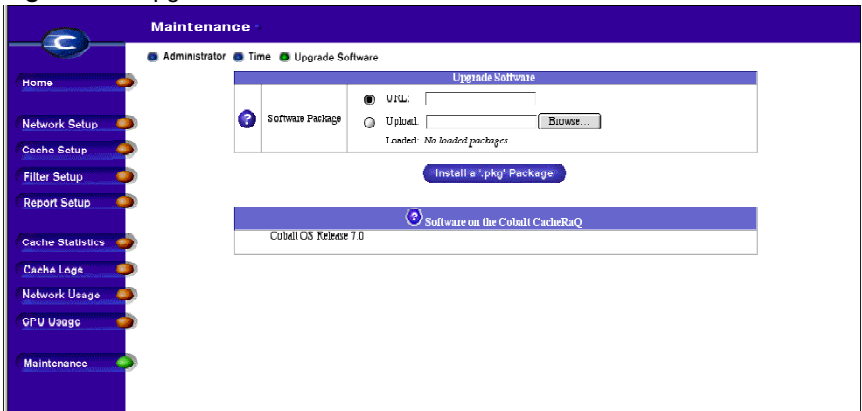 Maintenance
Administrator Time Upgrade Software
Home
Network Setup
Cache Setup
Filter Setup
Report Setup
Cache Statistics
Cache Logs
Network Usage
CPU Usage
Maintenance
Upgrade Software
Software Package
URL:
Upload: Browse...
Loaded: No loaded packages
Install a '.pkg' Package
Software on the Cobalt CacheRaQ
Cobalt OS Release 7.0